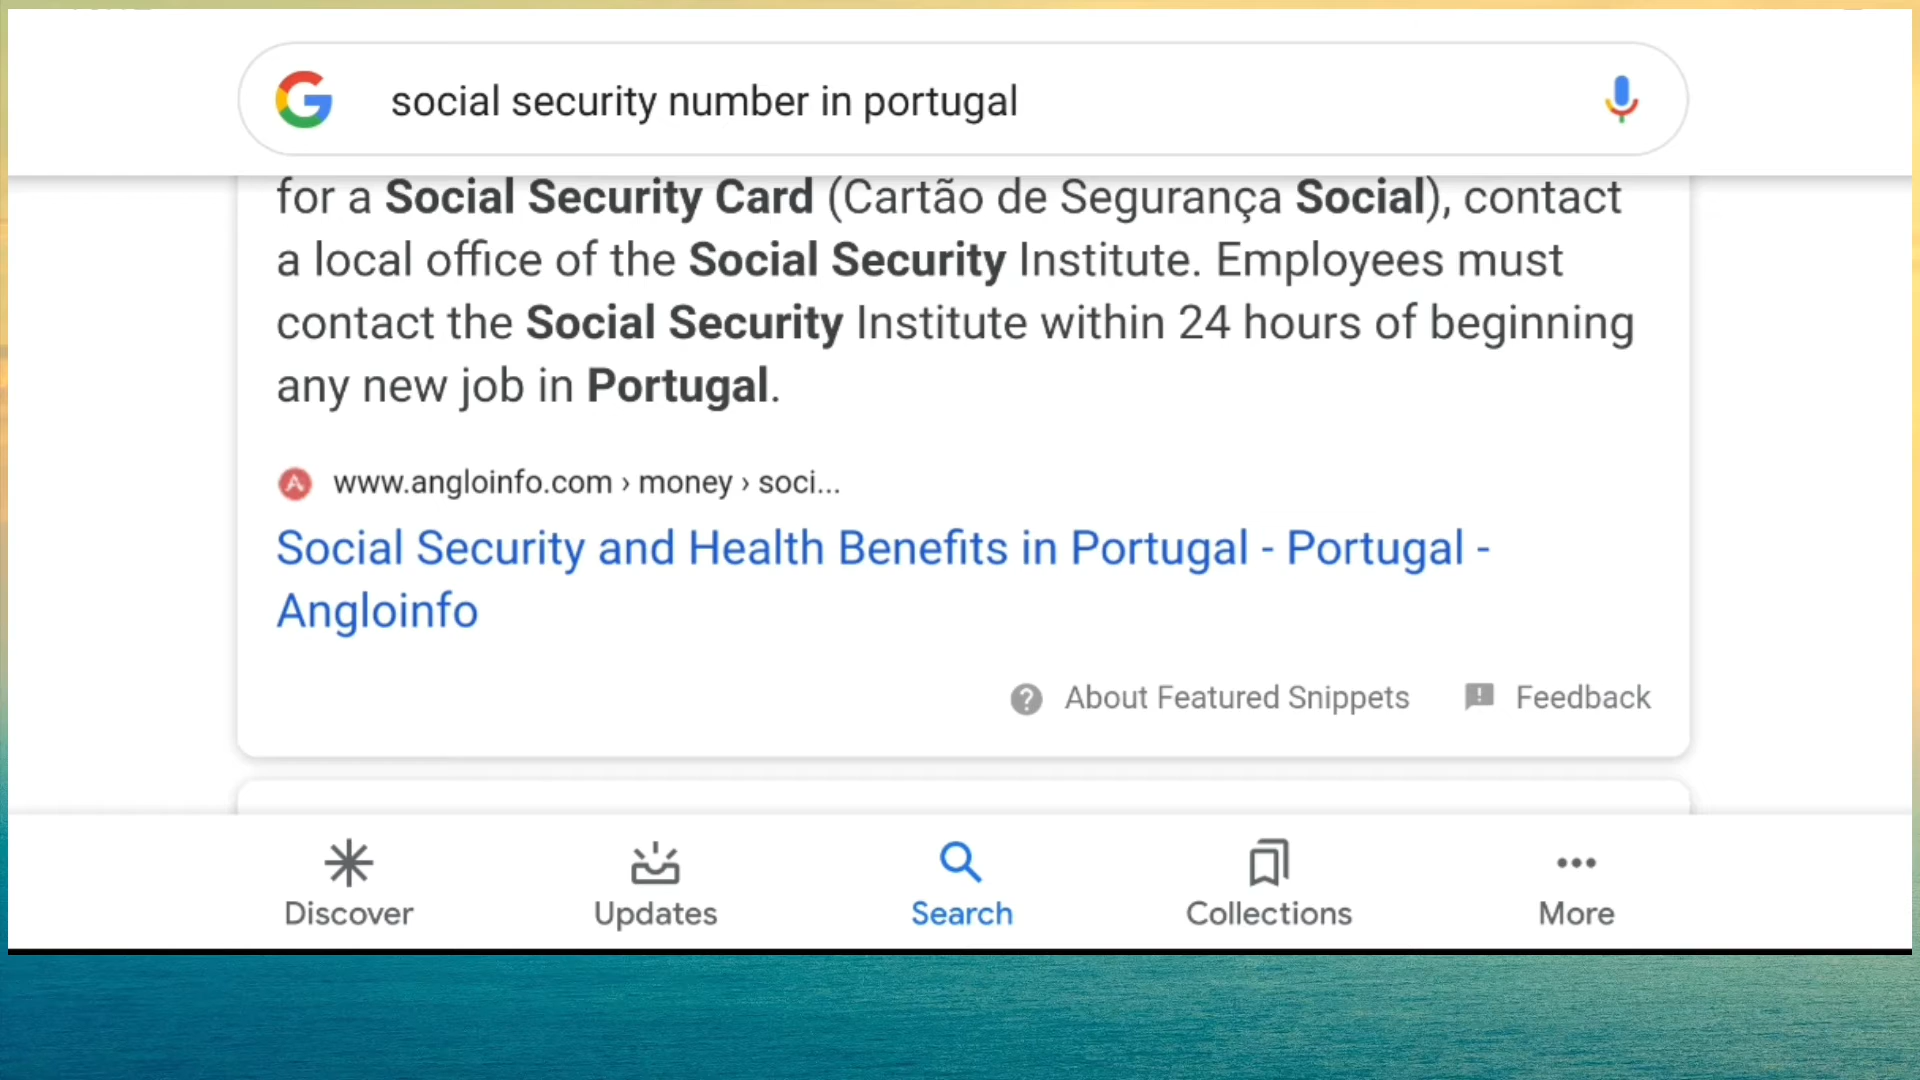 social security number in portugal
for a Social Security Card (Cartão de Segurança Social), contact
a local office of the Social Security Institute. Employees must
contact the Social Security Institute within 24 hours of beginning
any new job in Portugal.
www.angloinfo.com › money › soci...
Social Security and Health Benefits in Portugal - Portugal -
Angloinfo
About Featured Snippets Feedback
Discover Updates Search Collections More